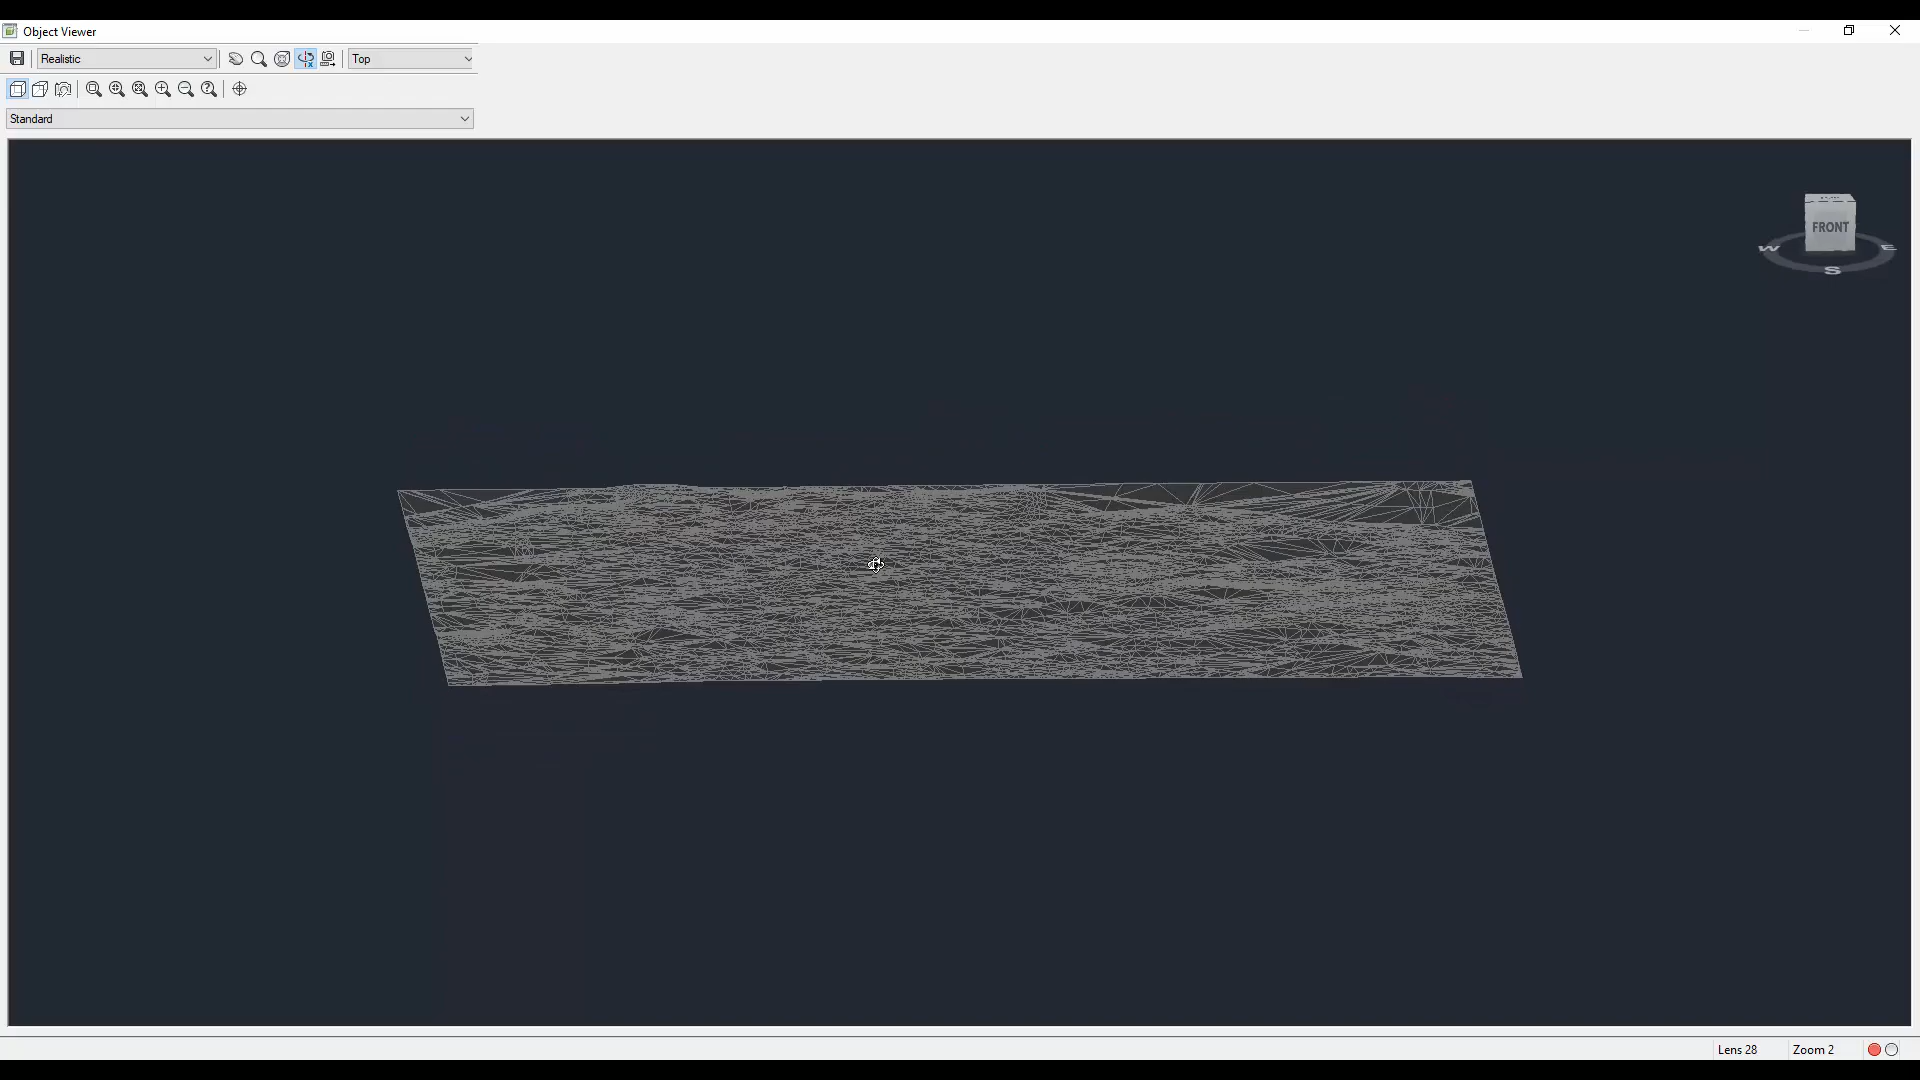 Object Viewer
Realistic
Top
Standard
FRONT
W
E
S
Lens 28
Zoom 2